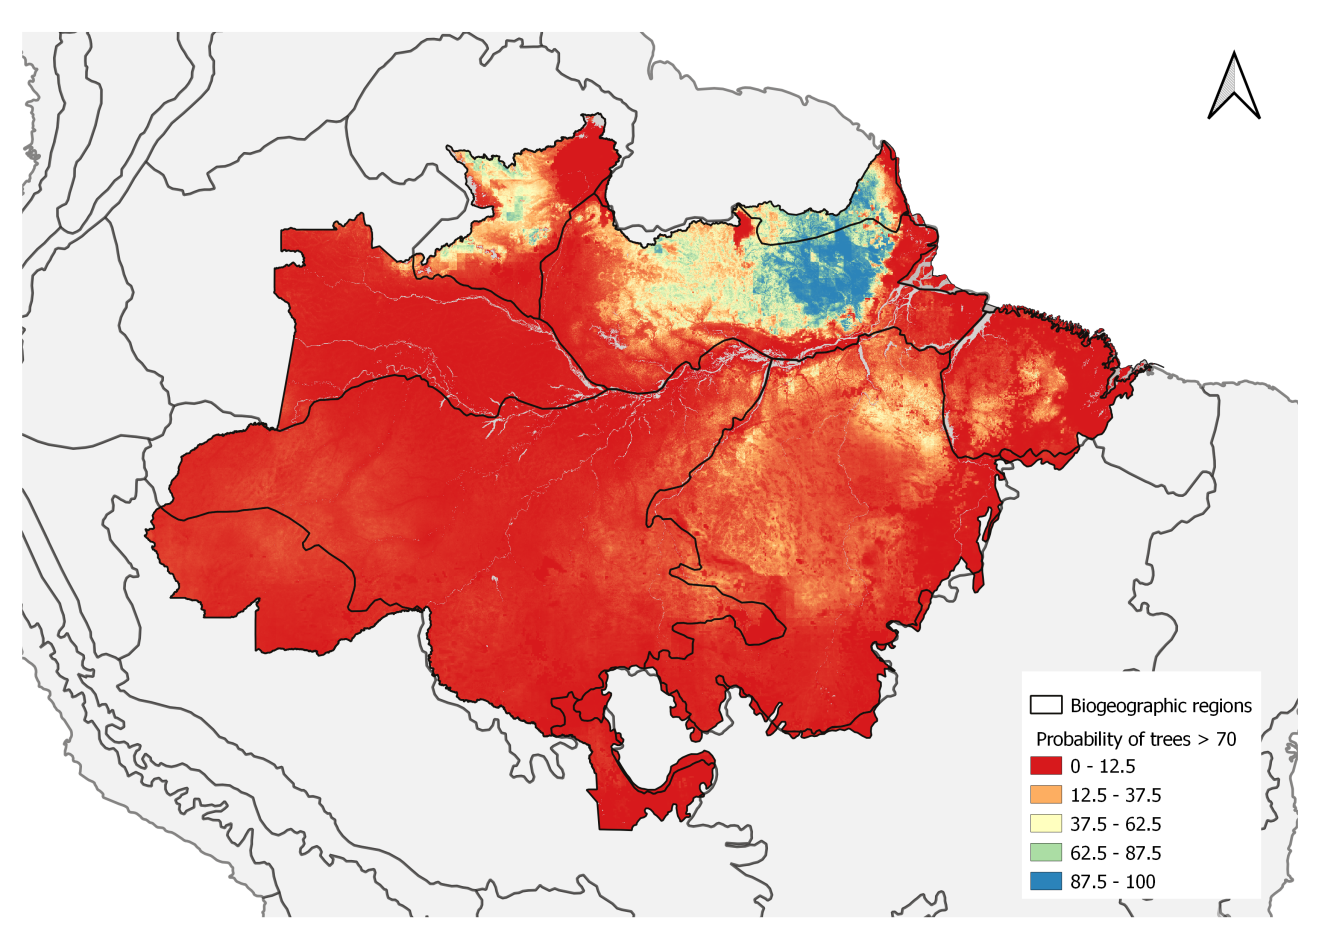 Biogeographic regions
Probability of trees > 70
0 - 12.5
12.5 - 37.5
37.5 - 62.5
62.5 - 87.5
87.5 - 100